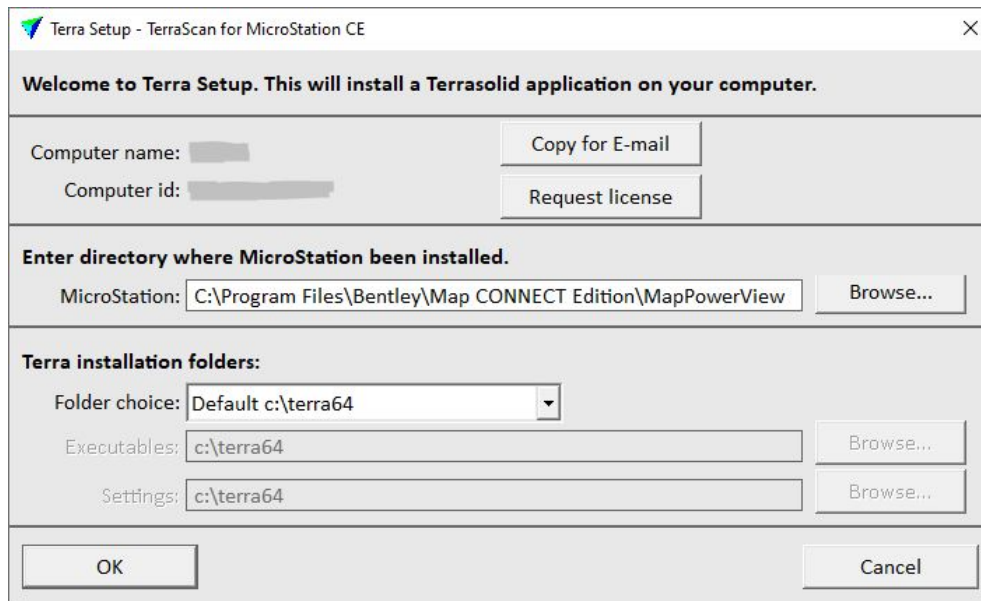 Terra Setup - TerraScan for MicroStation CE
Welcome to Terra Setup. This will install a Terrasolid application on your computer.
Computer name:
Copy for E-mail
Computer id:
Request license
Enter directory where MicroStation been installed.
MicroStation: C:\Program Files\Bentley\Map CONNECT Edition\MapPowerView Browse...
Terra installation folders:
Folder choice: Default c:\terra64
Executables: c:\terra64 Browse...
Settings: c:\terra64 Browse...
OK Cancel